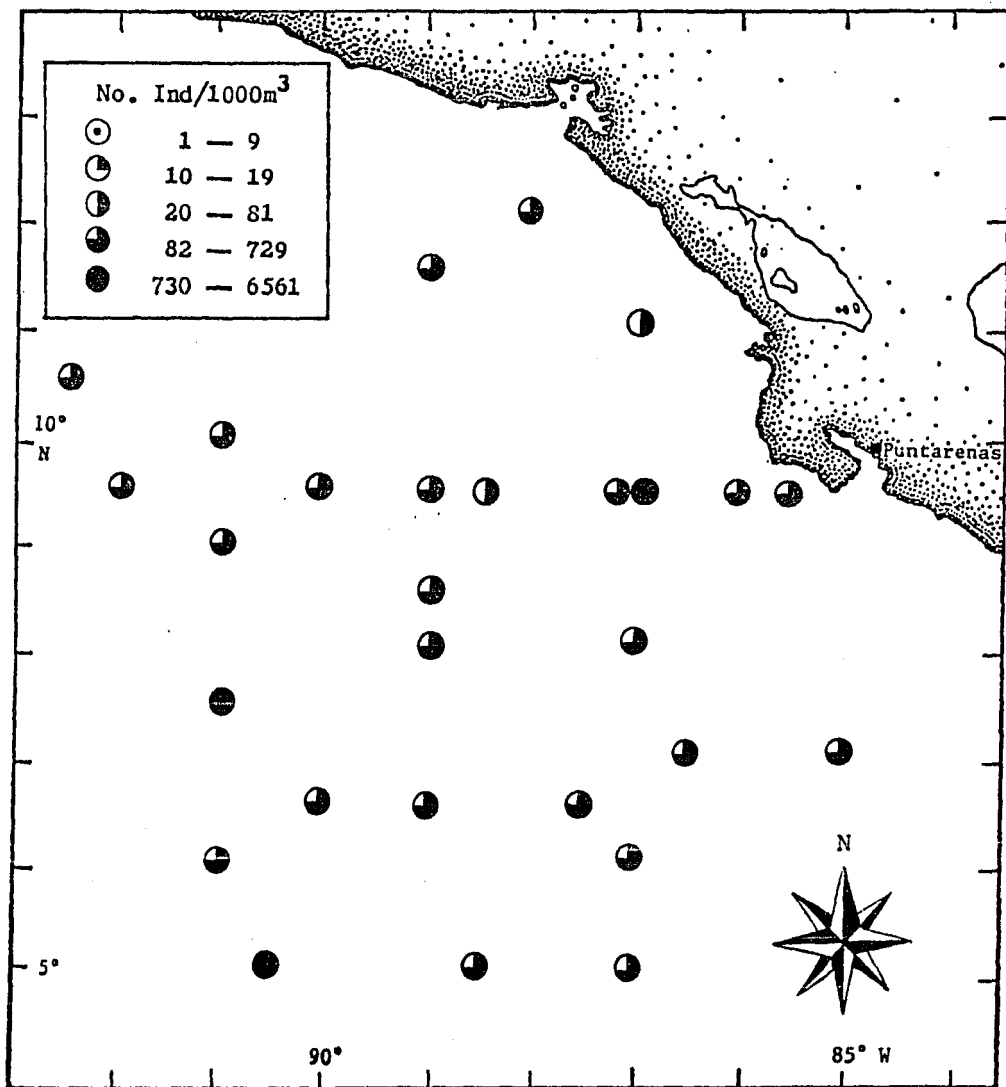 No. Ind/1000m³
1 — 9
10 — 19
20 — 81
82 — 729
730 — 6561
10°
N
Puntarenas
N
5°
90°
85° W